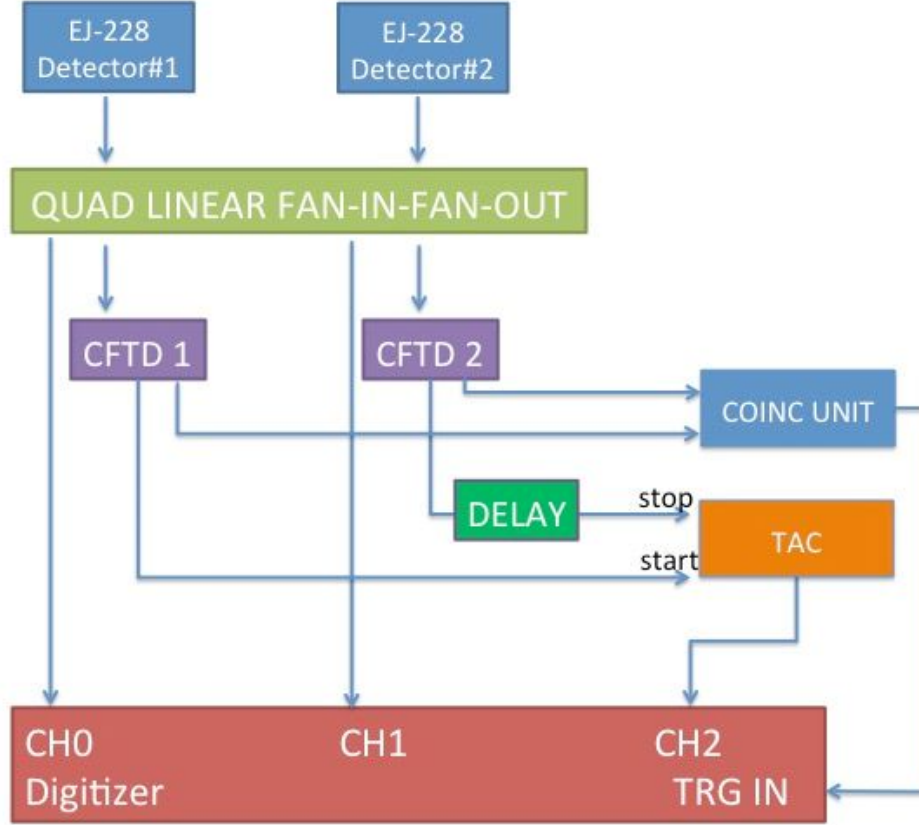 EJ-228
Detector#1
EJ-228
Detector#2
QUAD LINEAR FAN-IN-FAN-OUT
CFTD 1
CFTD 2
COINC UNIT
DELAY
stop
TAC
start
CH0
CH1
CH2
Digitizer
TRG IN